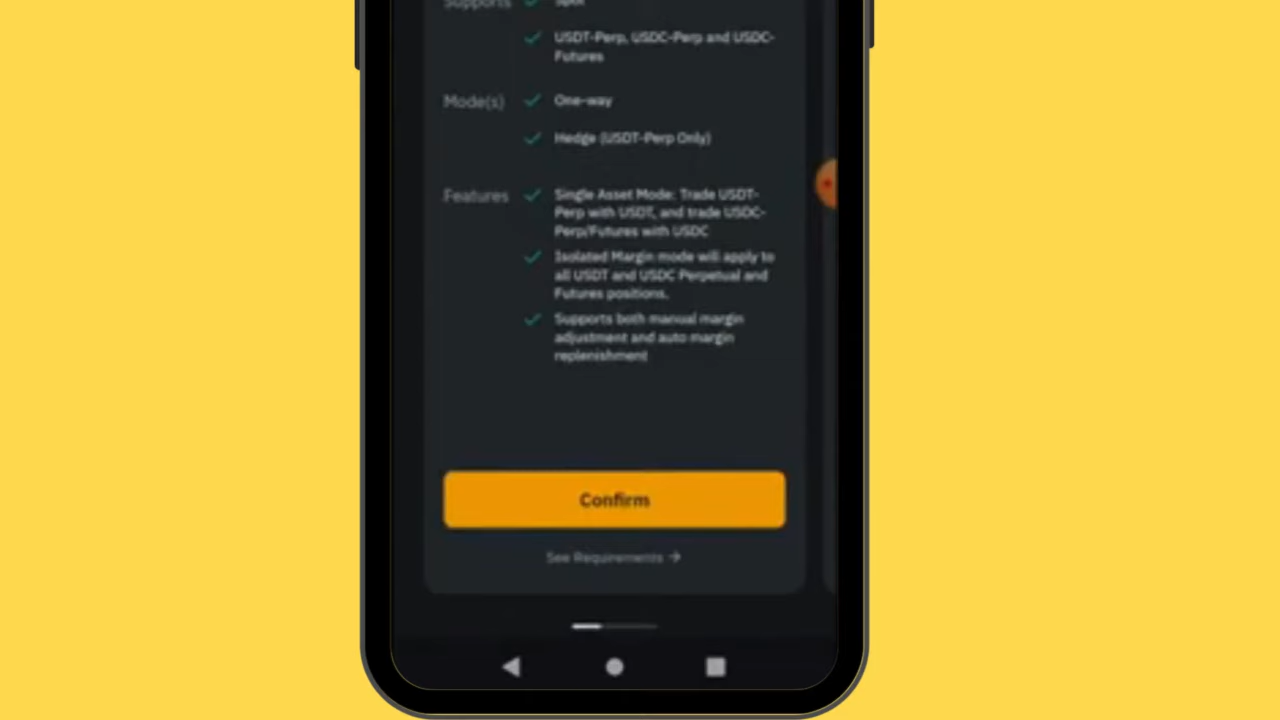 Supports
Spot
USDT-Perp, USDC-Perp and USDC-
Futures
Mode(s)
One-way
Hedge (USDT-Perp Only)
Features
Single Asset Mode: Trade USDT-
Perp with USDT, and trade USDC-
Perp/Futures with USDC
Isolated Margin mode will apply to
all USDT and USDC Perpetual and
Futures positions.
Supports both manual margin
adjustment and auto margin
replenishment
Confirm
See Requirements →